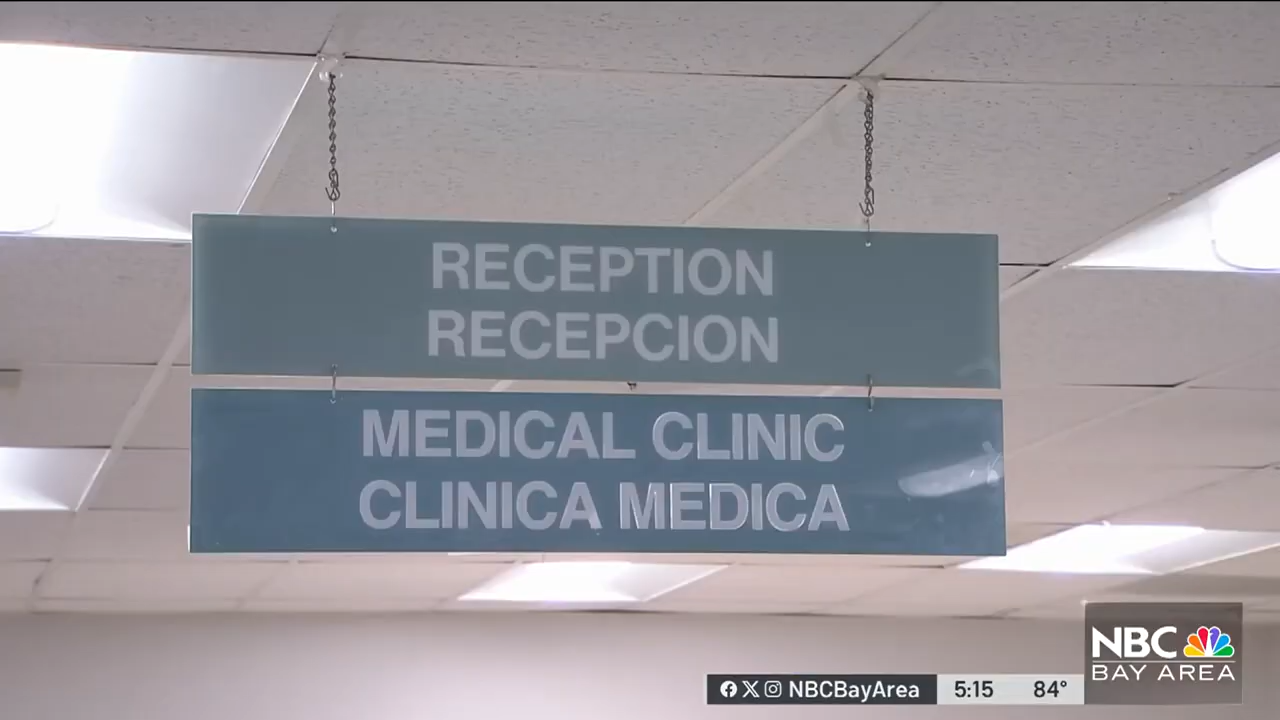 RECEPTION
RECEPCION
MEDICAL CLINIC
CLINICA MEDICA
NBCBayArea 5:15 84°
NBC
BAY AREA